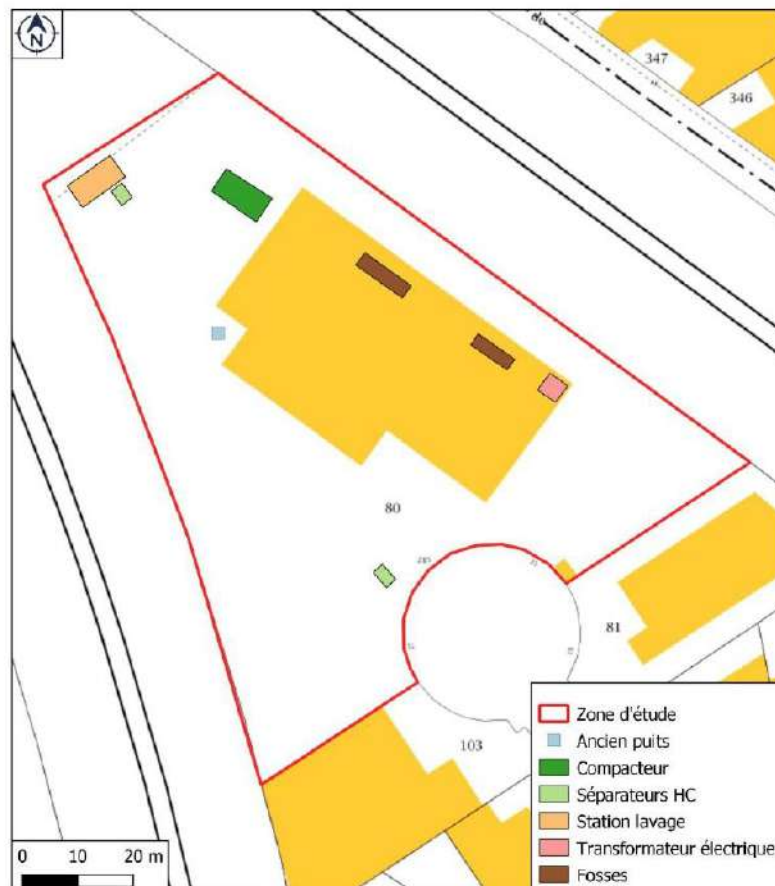 N
347
346
80
81
103
Zone d'étude
Ancien puits
Compacteur
Séparateurs HC
Station lavage
Transformateur électrique
Fosses
0 10 20 m